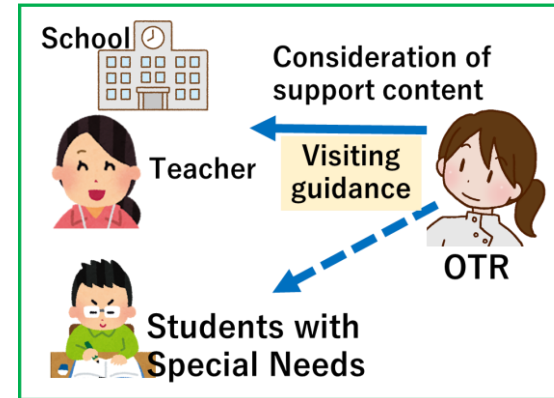 School
Consideration of
support content
Teacher
Visiting
guidance
OTR
Students with
Special Needs